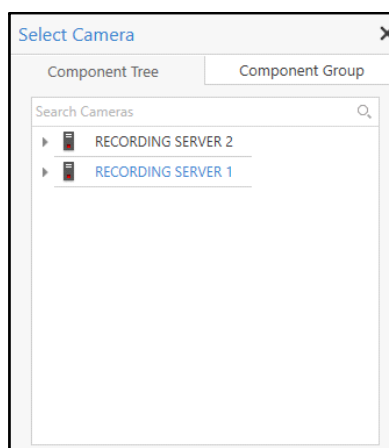 Select Camera
Component Tree
Component Group
Search Cameras
RECORDING SERVER 2
RECORDING SERVER 1